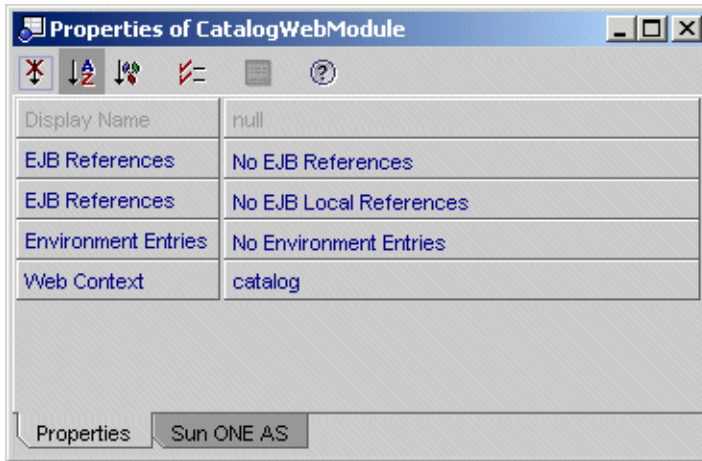 Properties of CatalogWebModule
Display Name null
EJB References No EJB References
EJB References No EJB Local References
Environment Entries No Environment Entries
Web Context catalog
Properties Sun ONE AS